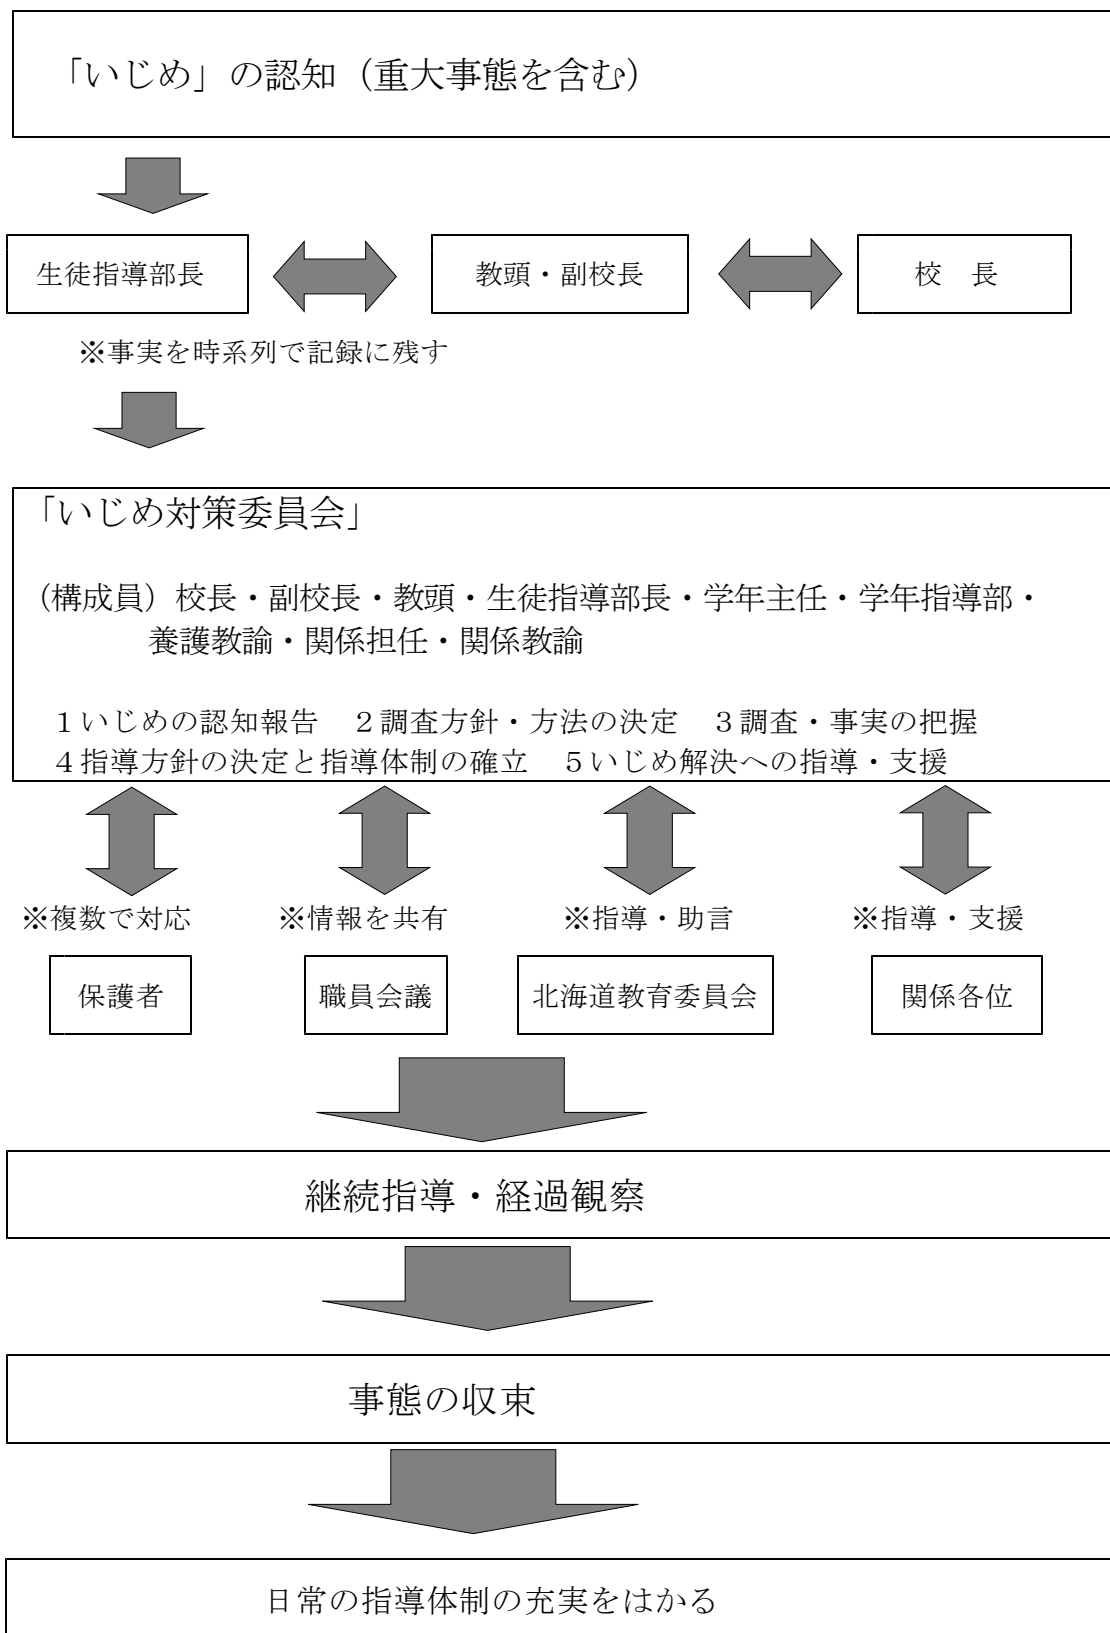 「いじめ」の認知（重大事態を含む）
生徒指導部長　教頭・副校長　校　長
※事実を時系列で記録に残す
「いじめ対策委員会」
（構成員）校長・副校長・教頭・生徒指導部長・学年主任・学年指導部・
養護教諭・関係担任・関係教諭
１いじめの認知報告　２調査方針・方法の決定　３調査・事実の把握
４指導方針の決定と指導体制の確立　５いじめ解決への指導・支援
※複数で対応　※情報を共有　※指導・助言　※指導・支援
保護者　職員会議　北海道教育委員会　関係各位
継続指導・経過観察
事態の収束
日常の指導体制の充実をはかる